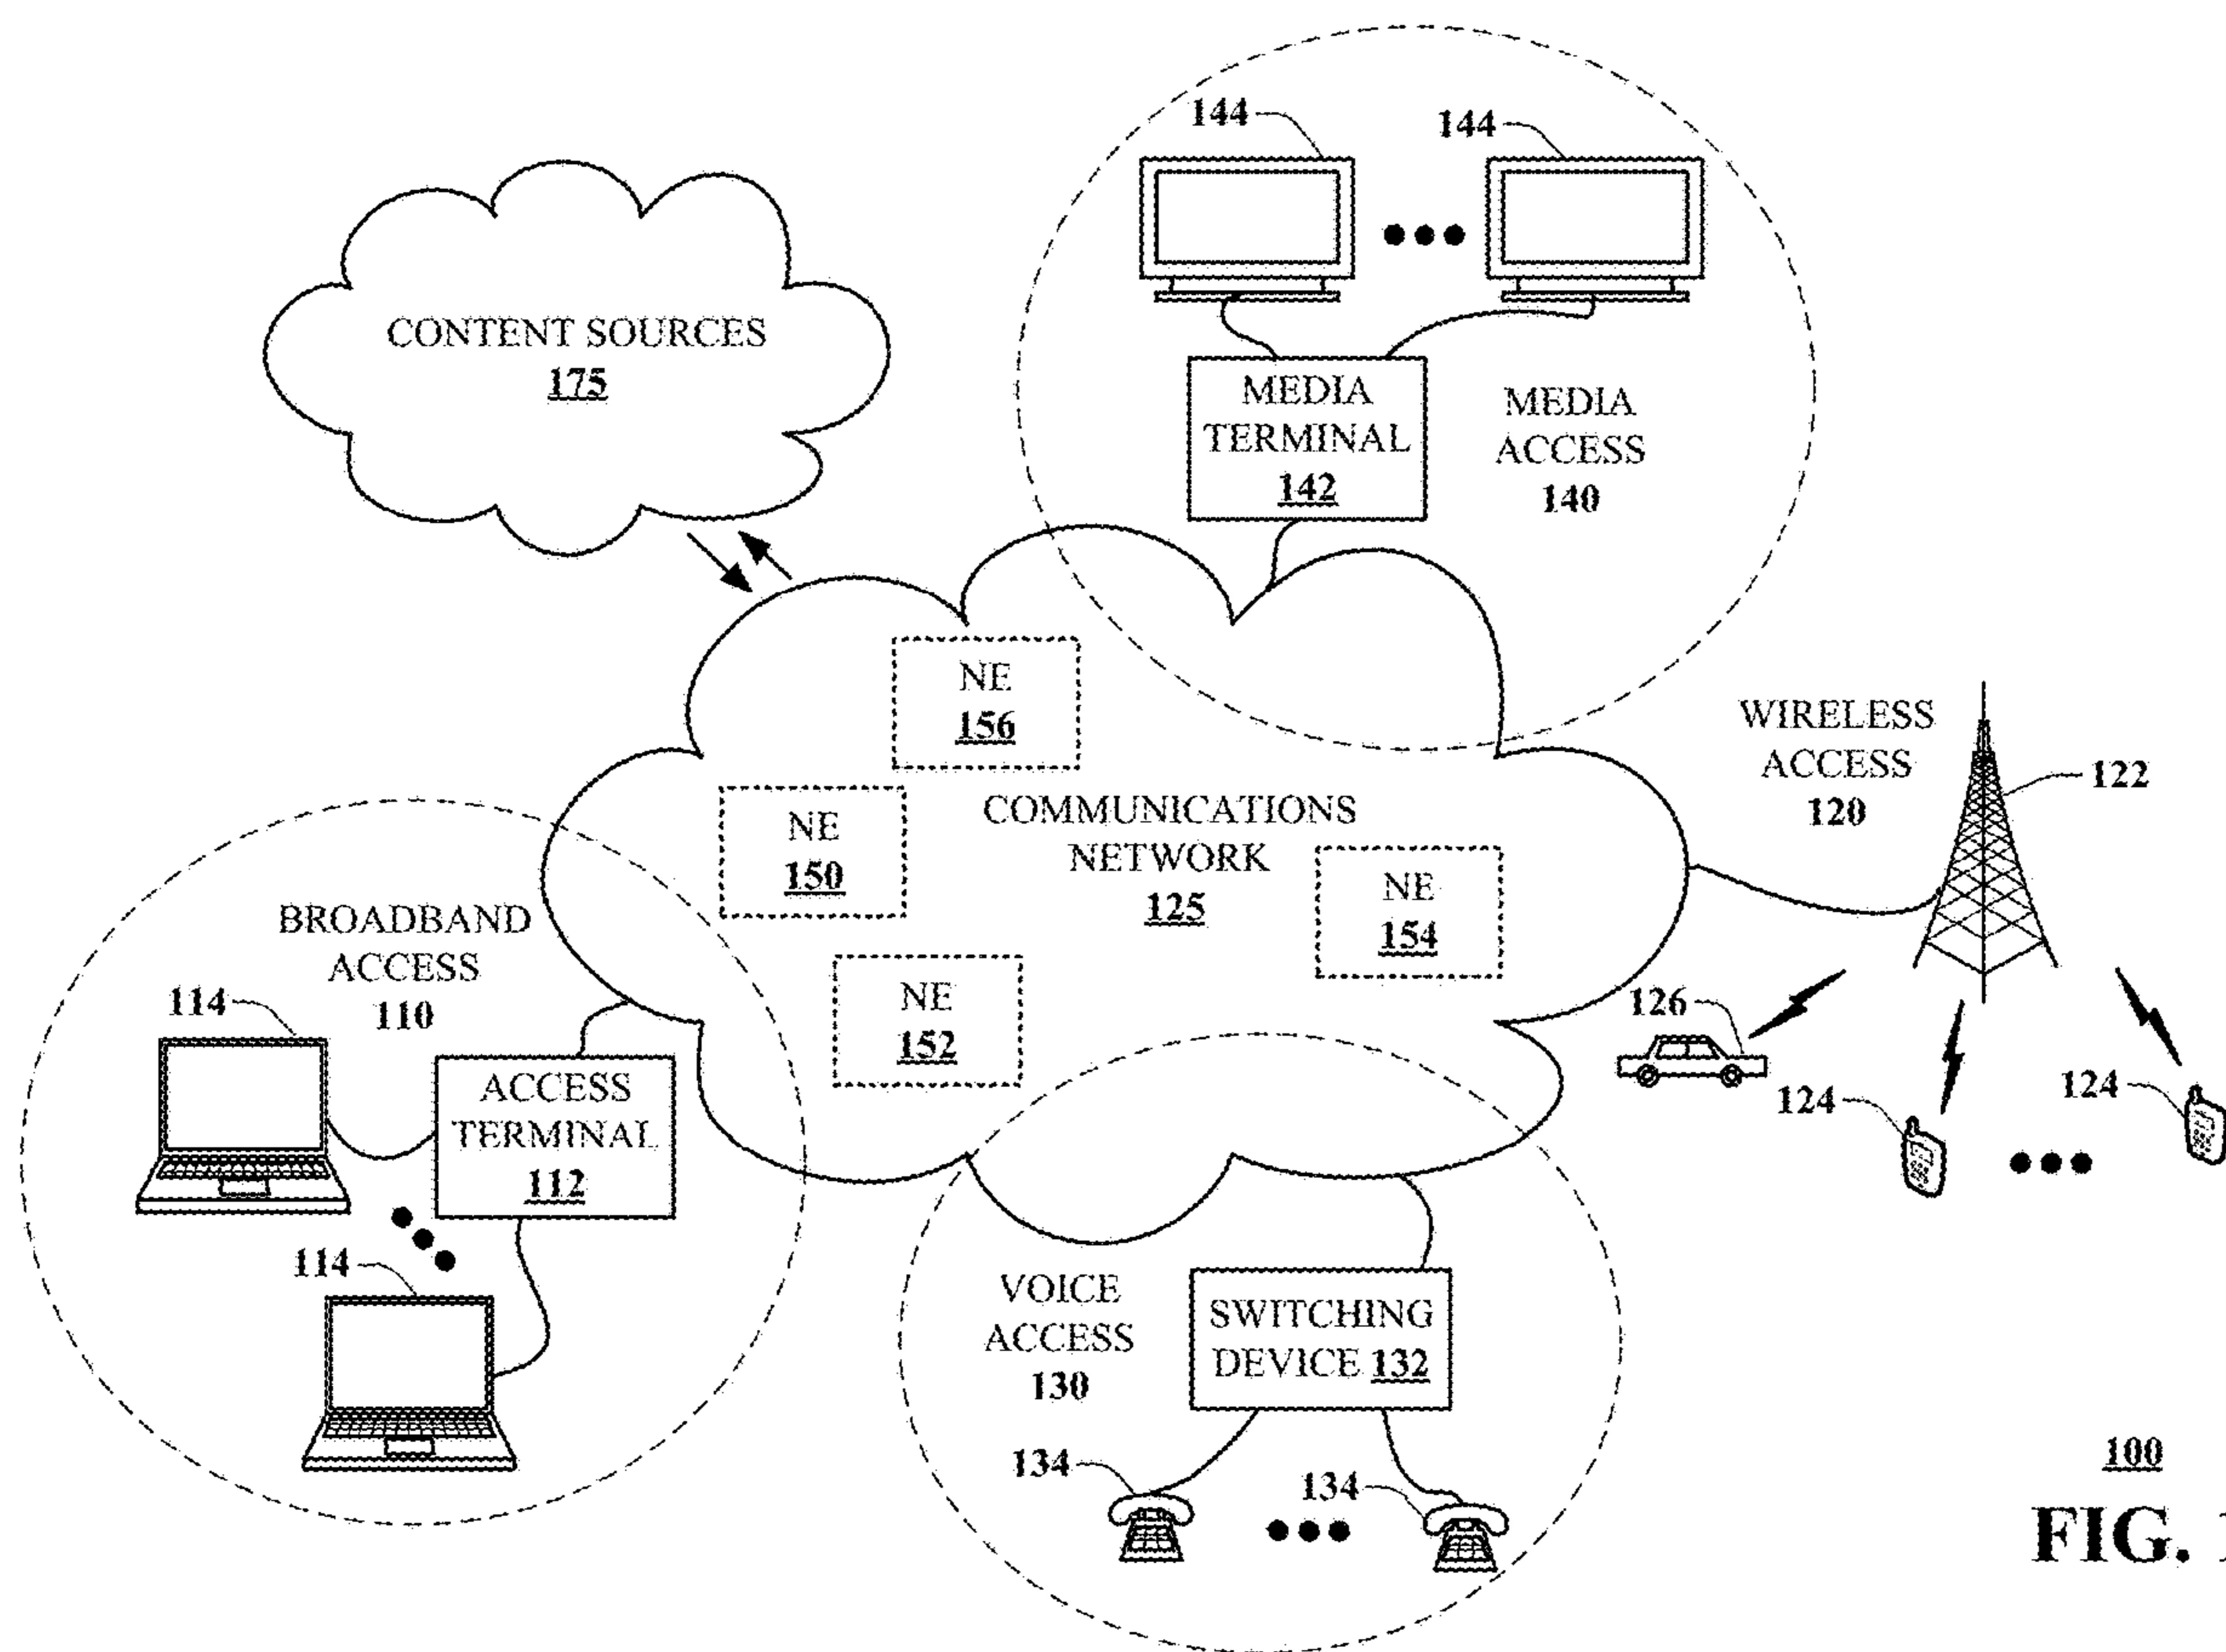 144
144
CONTENT SOURCES
175
MEDIA
TERMINAL
142
MEDIA
ACCESS
140
NE
156
WIRELESS
ACCESS
120
122
NE
150
COMMUNICATIONS
NETWORK
125
NE
154
BROADBAND
ACCESS
110
114
NE
152
126
ACCESS
TERMINAL
112
124
124
114
VOICE
ACCESS
130
SWITCHING
DEVICE 132
134
134
100
FIG.